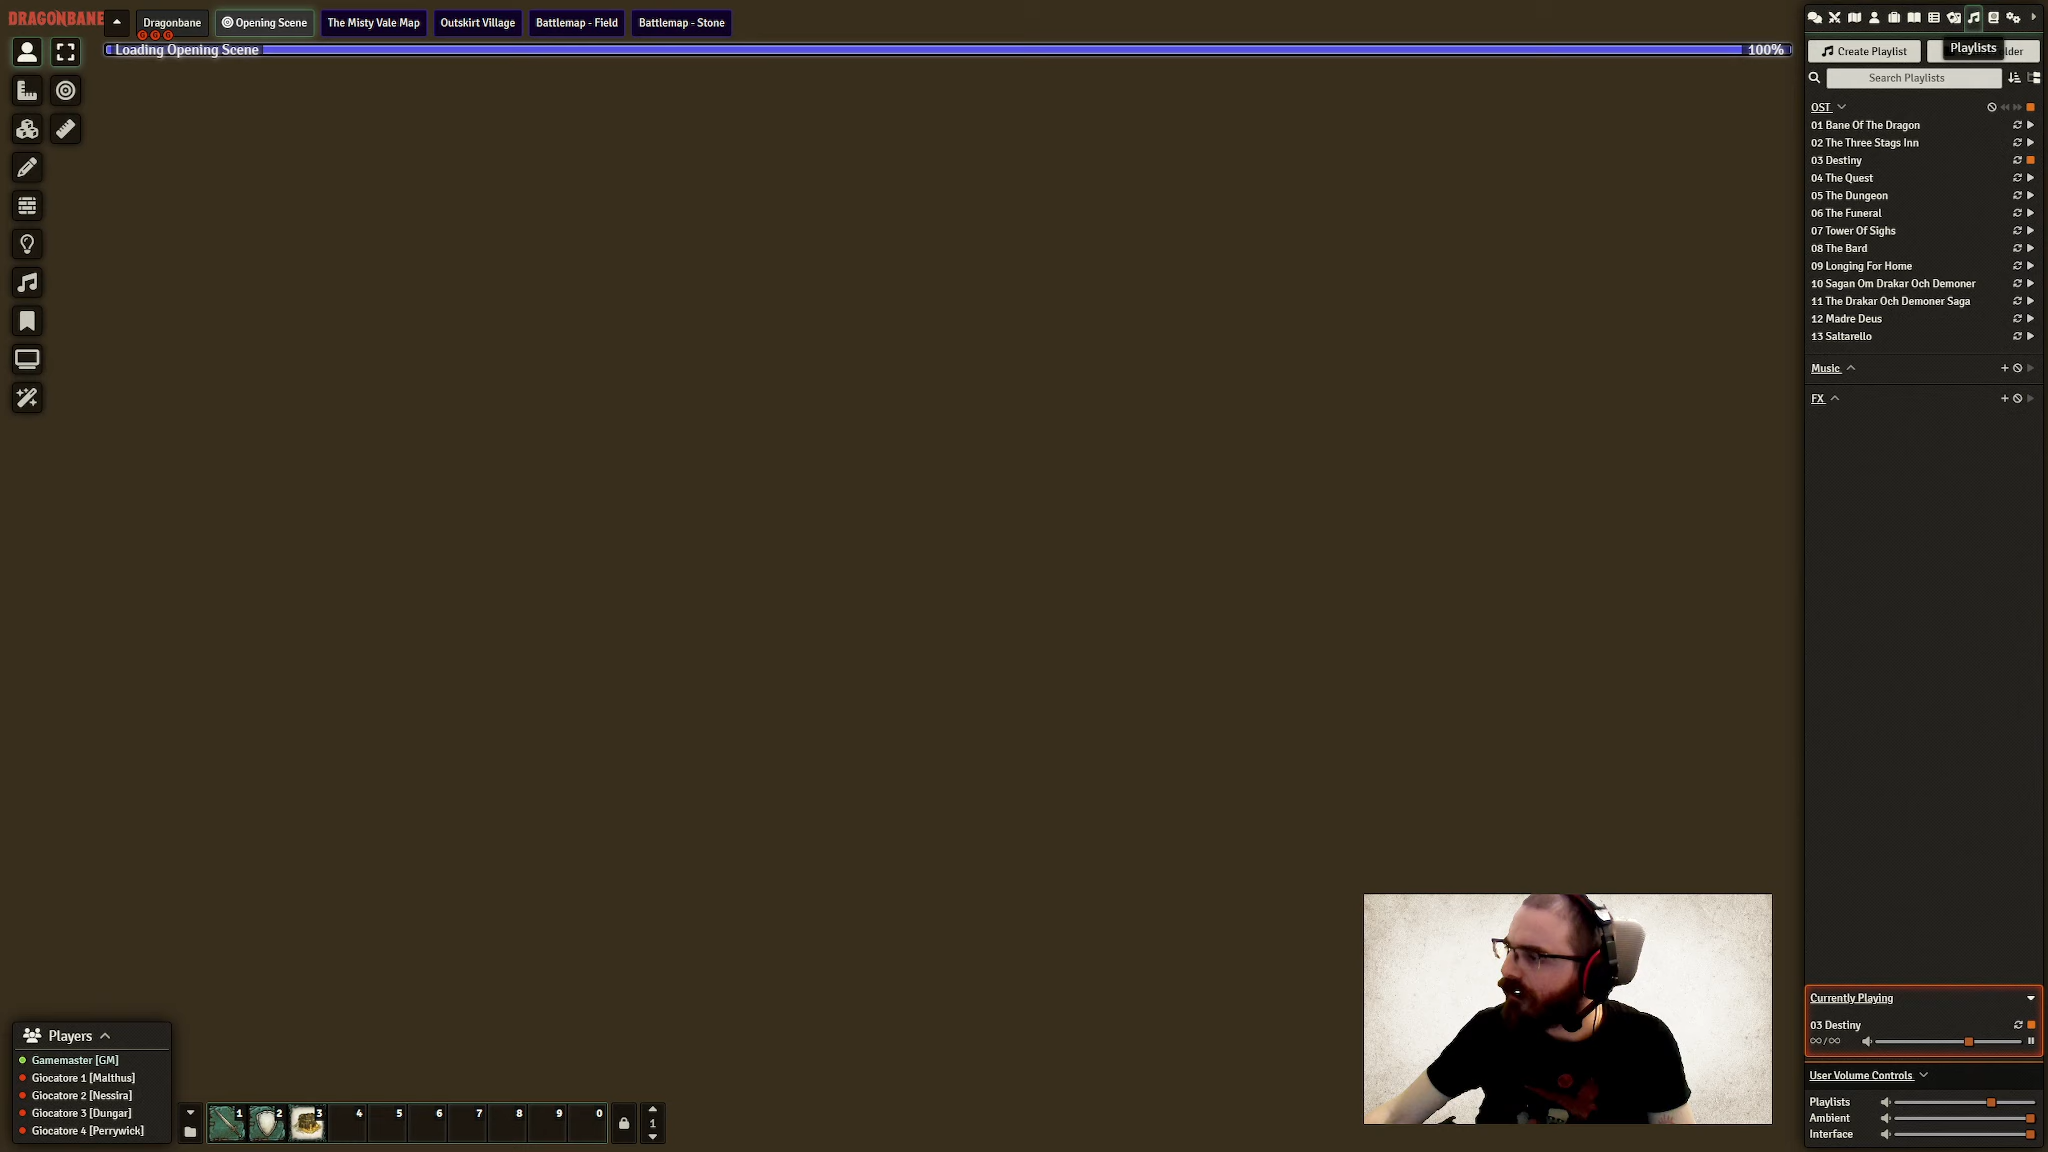 DRAGONBANE
Dragonbane
G G G
Opening Scene
The Misty Vale Map
Outskirt Village
Battlemap - Field
Battlemap - Stone
Loading Opening Scene
100%
Create Playlist
Playlists
lder
Search Playlists
OST
01 Bane Of The Dragon
02 The Three Stags Inn
03 Destiny
04 The Quest
05 The Dungeon
06 The Funeral
07 Tower Of Sighs
08 The Bard
09 Longing For Home
10 Sagan Om Drakar Och Demoner
11 The Drakar Och Demoner Saga
12 Madre Deus
13 Saltarello
Music
FX
Currently Playing
03 Destiny
∞/∞
User Volume Controls
Playlists
Ambient
Interface
Players
Gamemaster [GM]
Giocatore 1 [Malthus]
Giocatore 2 [Nessira]
Giocatore 3 [Dungar]
Giocatore 4 [Perrywick]
1 2 3 4 5 6 7 8 9 0
1